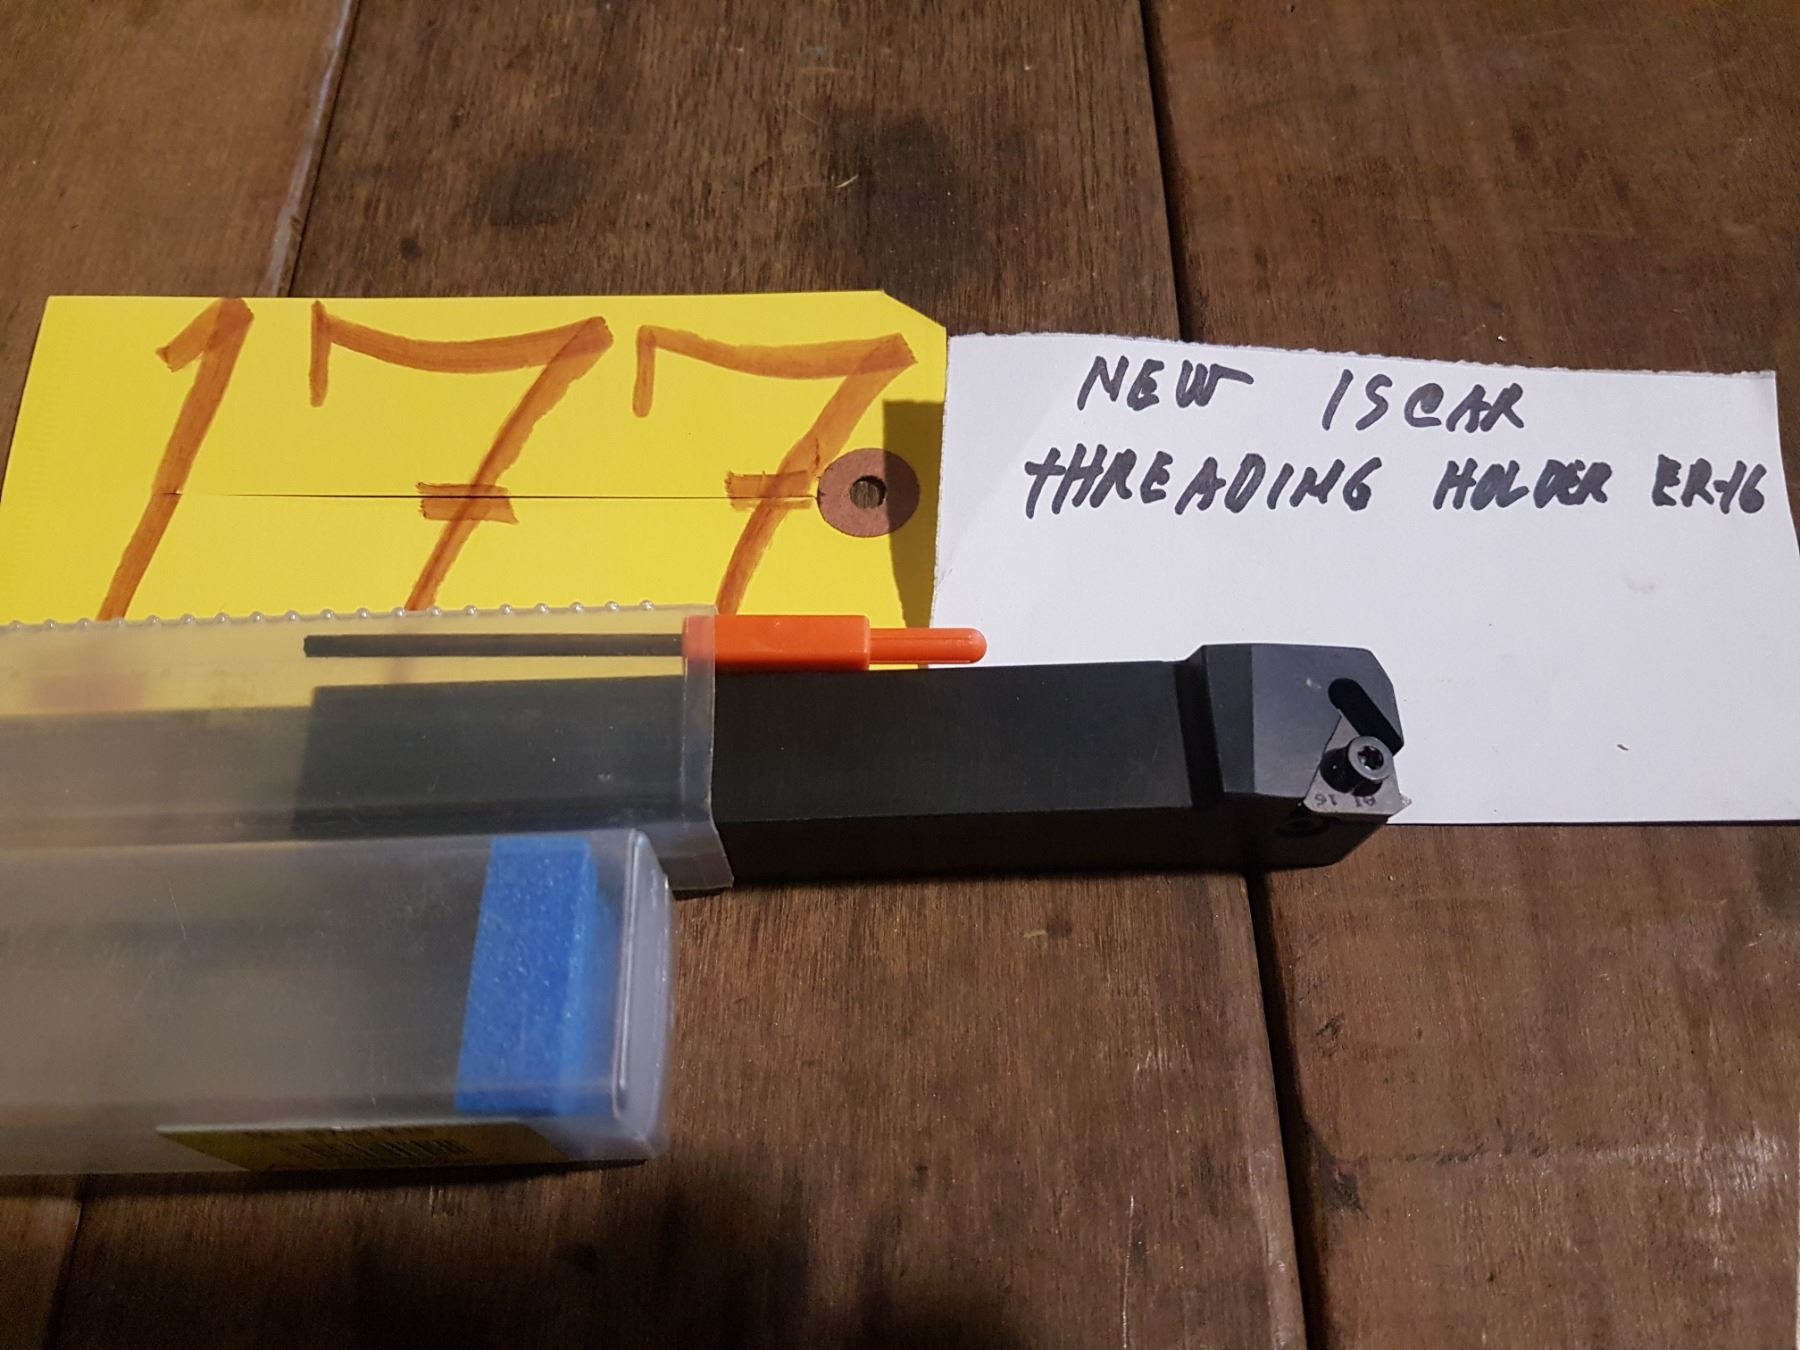 177
NEW ISCAR
THREADING HOLDER ER-16